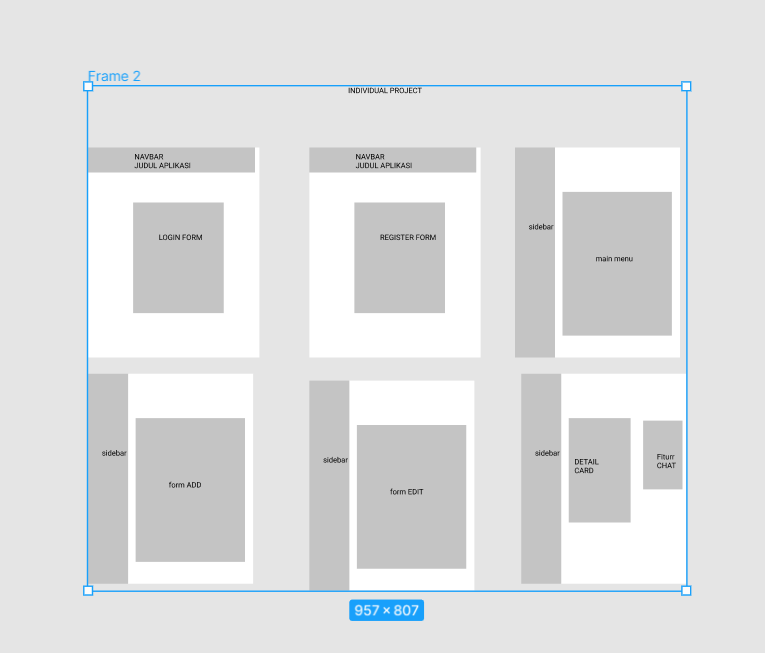 Frame 2
INDIVIDUAL PROJECT
NAVBAR
JUDUL APLIKASI
LOGIN FORM
NAVBAR
JUDUL APLIKASI
REGISTER FORM
sidebar
main menu
sidebar
form ADD
sidebar
form EDIT
sidebar
DETAIL
CARD
Fiturr
CHAT
957 × 807